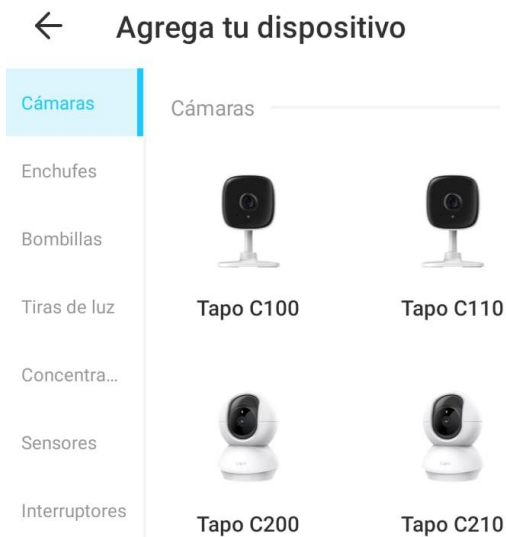 Agrega tu dispositivo
Cámaras
Cámaras
Enchufes
Bombillas
Tiras de luz
Tapo C100
Tapo C110
Concentra...
Sensores
Interruptores
Tapo C200
Tapo C210